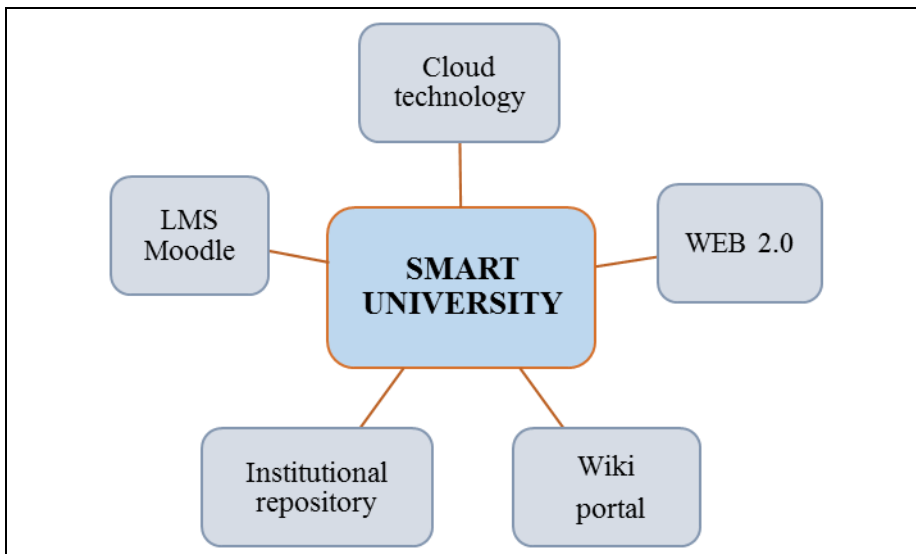 Cloud
technology
LMS
Moodle
WEB 2.0
SMART
UNIVERSITY
Institutional
repository
Wiki
portal